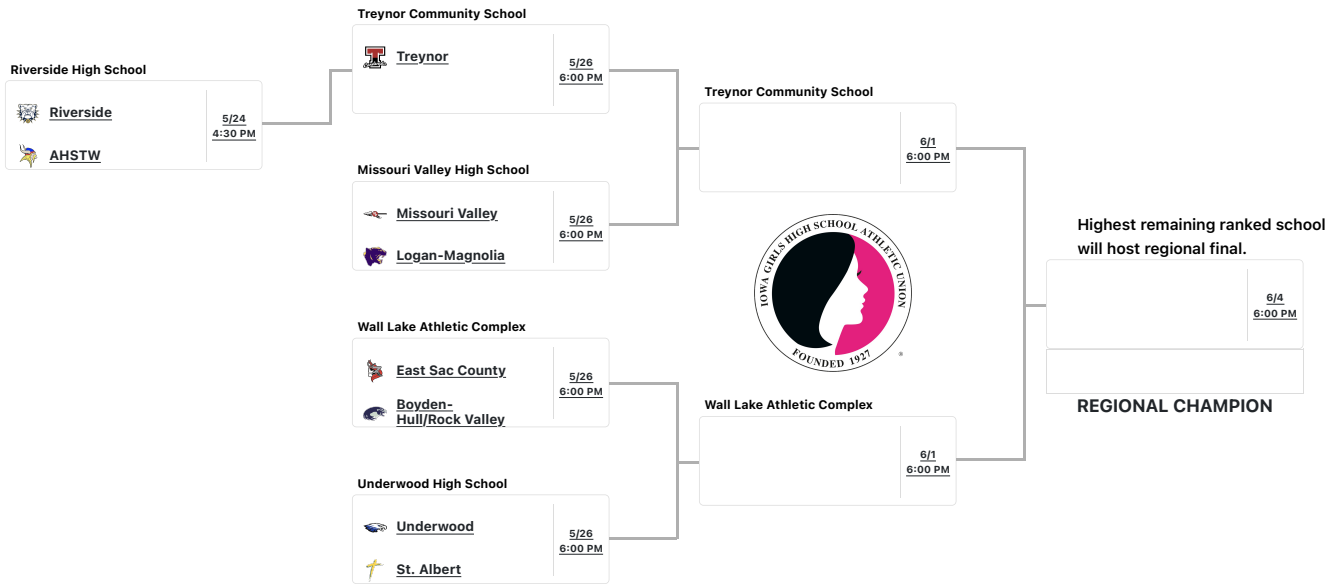 Riverside High School
Riverside
AHSTW
5/24
4:30 PM
Treynor Community School
Treynor
5/26
6:00 PM
Missouri Valley High School
Missouri Valley
Logan-Magnolia
5/26
6:00 PM
Wall Lake Athletic Complex
East Sac County
Boyden-
Hull/Rock Valley
5/26
6:00 PM
Underwood High School
Underwood
St. Albert
5/26
6:00 PM
Treynor Community School
6/1
6:00 PM
IOWA GIRLS HIGH SCHOOL ATHLETIC UNION
FOUNDED 1927
®
Wall Lake Athletic Complex
6/1
6:00 PM
Highest remaining ranked school
will host regional final.
6/4
6:00 PM
REGIONAL CHAMPION